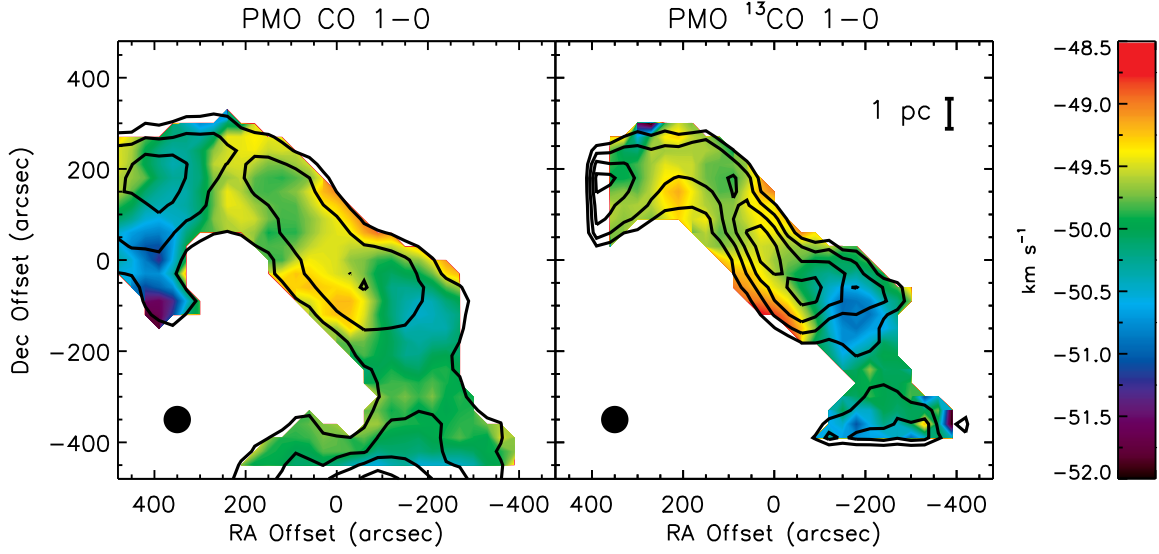 PMO CO 1−0
PMO ¹³CO 1−0
400
200
0
−200
−400
Dec Offset (arcsec)
400 200 0 −200 −400
RA Offset (arcsec)
1 pc
400 200 0 −200 −400
RA Offset (arcsec)
km s⁻¹
−48.5
−49.0
−49.5
−50.0
−50.5
−51.0
−51.5
−52.0